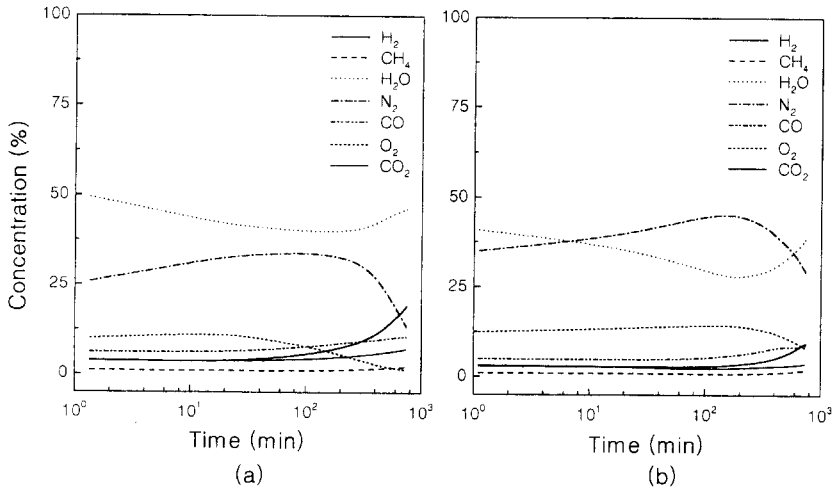 100
75
50
25
0
Concentration (%)
H₂
CH₄
H₂O
N₂
CO
O₂
CO₂
10⁰
10¹
10²
10³
Time (min)
(a)
100
75
50
25
0
H₂
CH₄
H₂O
N₂
CO
O₂
CO₂
10⁰
10¹
10²
10³
Time (min)
(b)